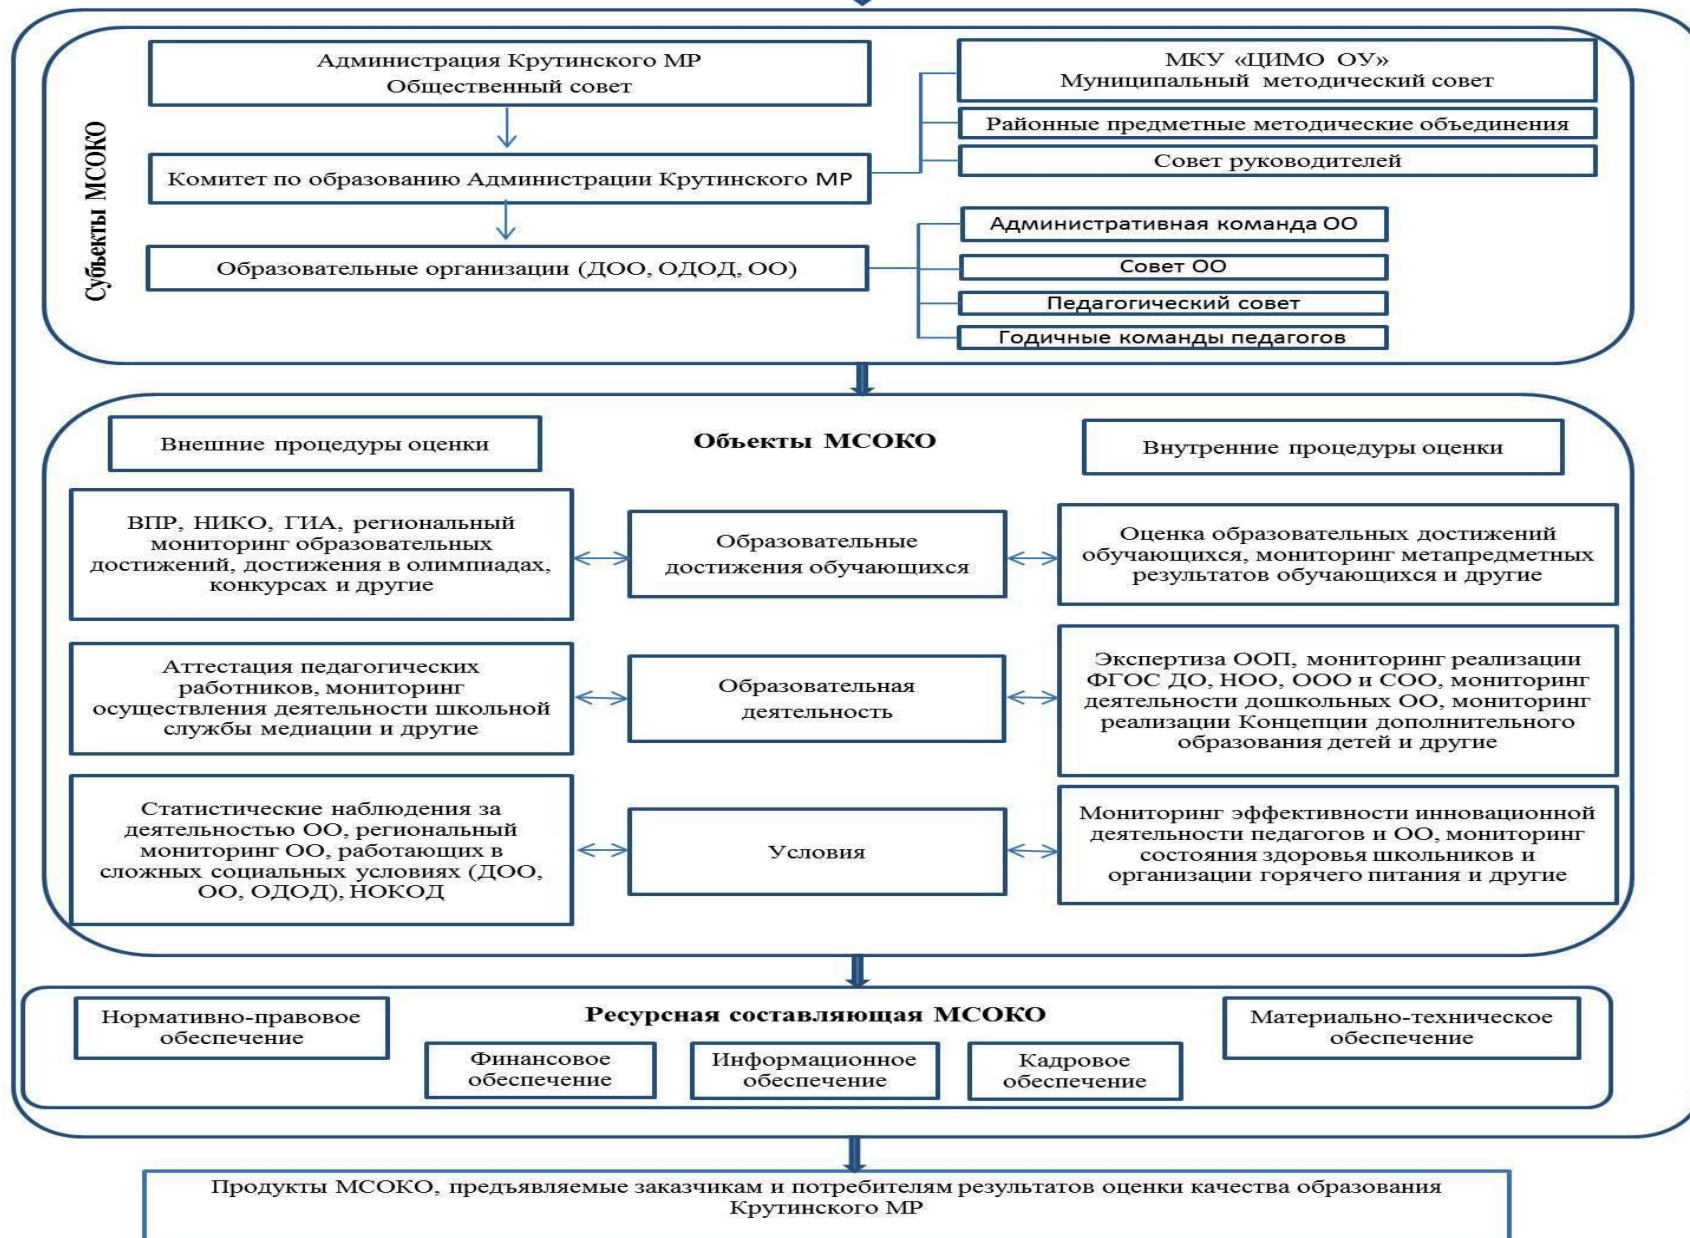 Субъекты МСОКО
Администрация Крутинского МР
Общественный совет
Комитет по образованию Администрации Крутинского МР
Образовательные организации (ДОО, ОДОД, ОО)
МКУ «ЦИМО ОУ»
Муниципальный методический совет
Районные предметные методические объединения
Совет руководителей
Административная команда ОО
Совет ОО
Педагогический совет
Годичные команды педагогов
Объекты МСОКО
Внешние процедуры оценки
Внутренние процедуры оценки
ВПР, НИКО, ГИА, региональный
мониторинг образовательных
достижений, достижения в олимпиадах,
конкурсах и другие
Образовательные
достижения обучающихся
Оценка образовательных достижений
обучающихся, мониторинг метапредметных
результатов обучающихся и другие
Аттестация педагогических
работников, мониторинг
осуществления деятельности школьной
службы медиации и другие
Образовательная
деятельность
Экспертиза ООП, мониторинг реализации
ФГОС ДО, НОО, ООО и СОО, мониторинг
деятельности дошкольных ОО, мониторинг
реализации Концепции дополнительного
образования детей и другие
Статистические наблюдения за
деятельностью ОО, региональный
мониторинг ОО, работающих в
сложных социальных условиях (ДОО,
ОО, ОДОД), НОКОД
Условия
Мониторинг эффективности инновационной
деятельности педагогов и ОО, мониторинг
состояния здоровья школьников и
организации горячего питания и другие
Ресурсная составляющая МСОКО
Нормативно-правовое
обеспечение
Финансовое
обеспечение
Информационное
обеспечение
Кадровое
обеспечение
Материально-техническое
обеспечение
Продукты МСОКО, предъявляемые заказчикам и потребителям результатов оценки качества образования
Крутинского МР